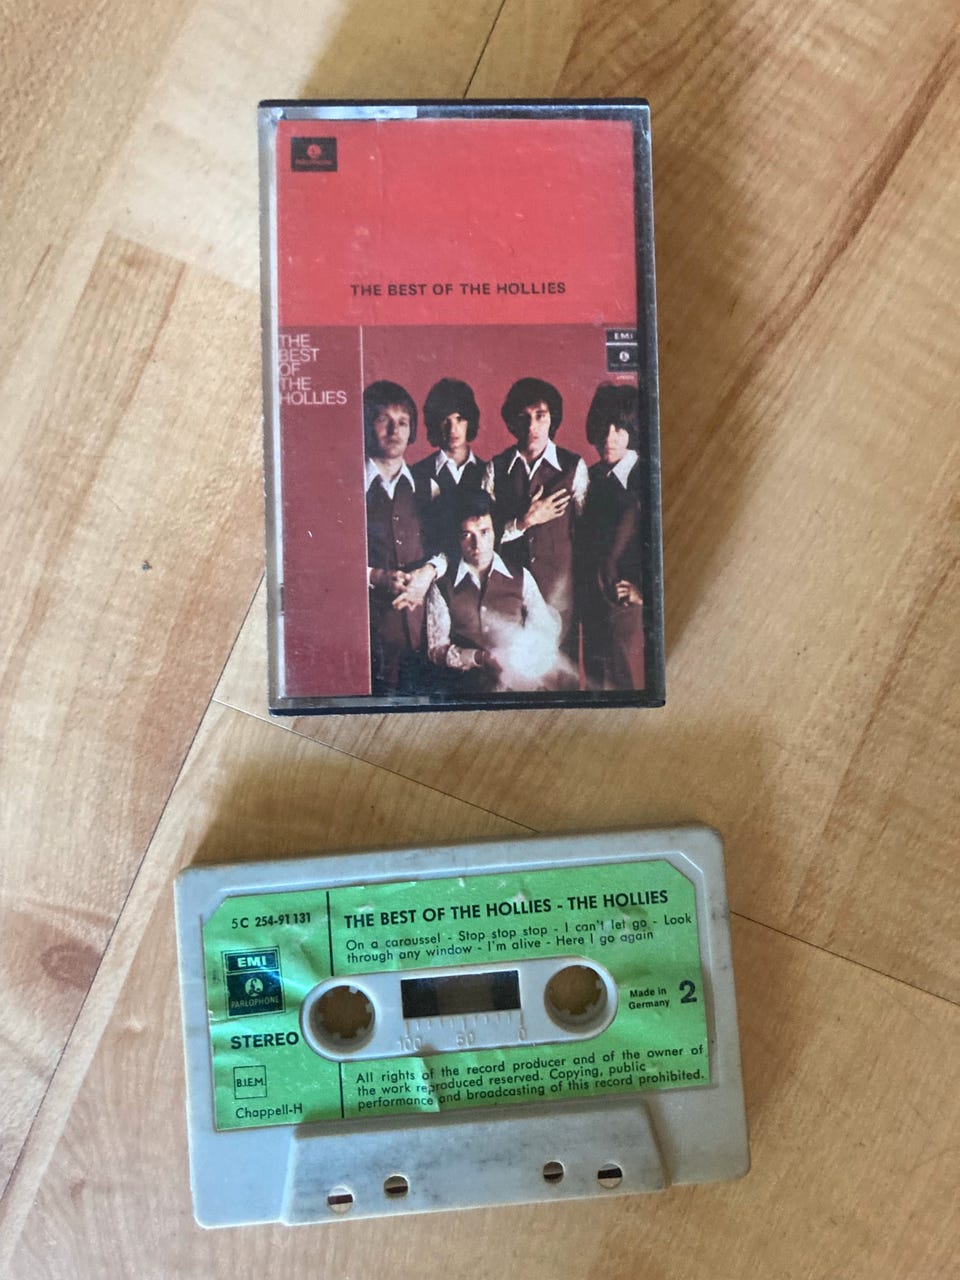 PARLOPHONE
THE BEST OF THE HOLLIES
THE
BEST
OF
THE
HOLLIES
EMI
5C 254-91131
THE BEST OF THE HOLLIES - THE HOLLIES
On a caroussel - Stop stop stop - I can't let go - Look
through any window - I'm alive - Here I go again
EMI
PARLOPHONE
STEREO
B.I.E.M.
Chappell-H
100 50 0
Made in
Germany
2
All rights of the record producer and of the owner of
the work reproduced reserved. Copying, public
performance and broadcasting of this record prohibited.